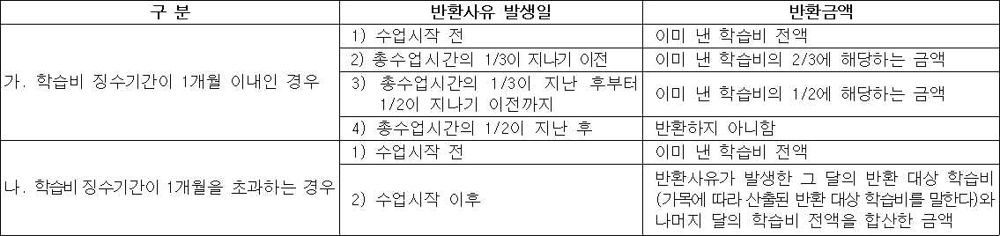 구 분
반환사유 발생일
반환금액
가. 학습비 징수기간이 1개월 이내인 경우
1) 수업시작 전
이미 낸 학습비 전액
2) 총수업시간의 1/3이 지나기 이전
이미 낸 학습비의 2/3에 해당하는 금액
3) 총수업시간의 1/3이 지난 후부터
1/2이 지나기 이전까지
이미 낸 학습비의 1/2에 해당하는 금액
4) 총수업시간의 1/2이 지난 후
반환하지 아니함
나. 학습비 징수기간이 1개월을 초과하는 경우
1) 수업시작 전
이미 낸 학습비 전액
2) 수업시작 이후
반환사유가 발생한 그 달의 반환 대상 학습비
(가목에 따라 산출된 반환 대상 학습비를 말한다)와
나머지 달의 학습비 전액을 합산한 금액